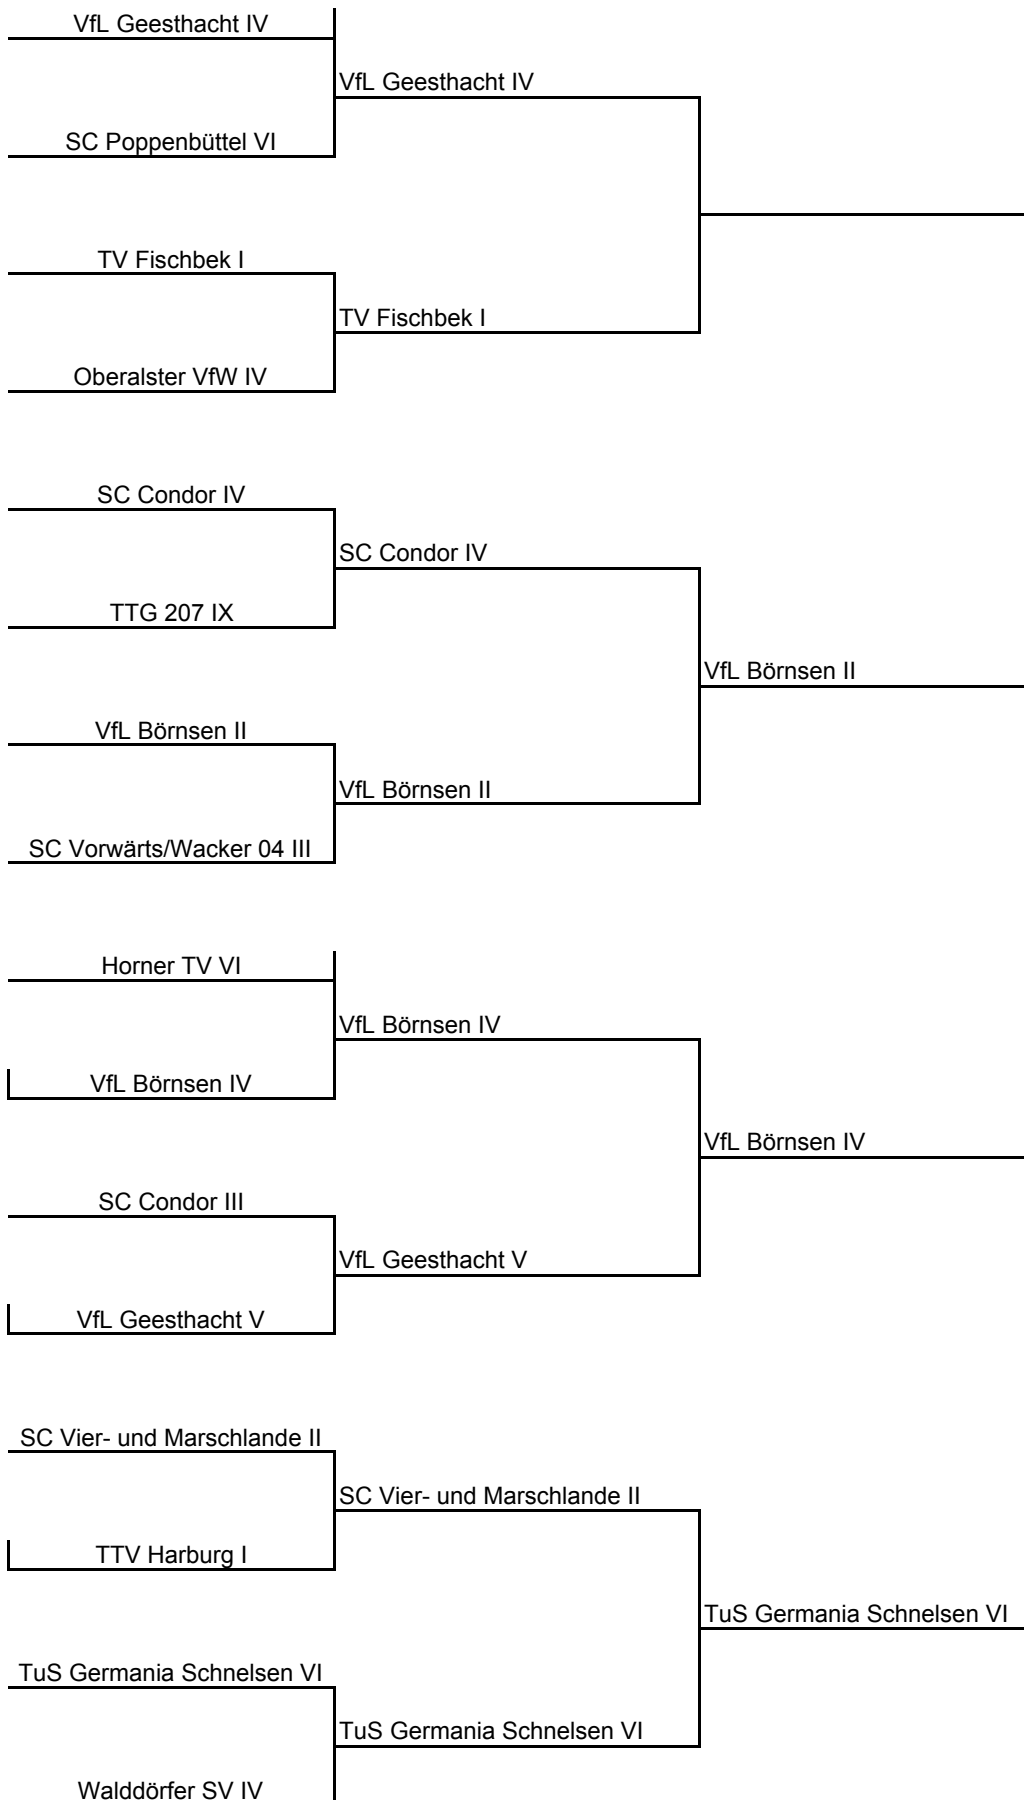 VfL Geesthacht IV
VfL Geesthacht IV
SC Poppenbüttel VI
TV Fischbek I
TV Fischbek I
Oberalster VfW IV
SC Condor IV
SC Condor IV
TTG 207 IX
VfL Börnsen II
VfL Börnsen II
VfL Börnsen II
SC Vorwärts/Wacker 04 III
Horner TV VI
VfL Börnsen IV
VfL Börnsen IV
VfL Börnsen IV
SC Condor III
VfL Geesthacht V
VfL Geesthacht V
SC Vier- und Marschlande II
SC Vier- und Marschlande II
TTV Harburg I
TuS Germania Schnelsen VI
TuS Germania Schnelsen VI
TuS Germania Schnelsen VI
Walddörfer SV IV